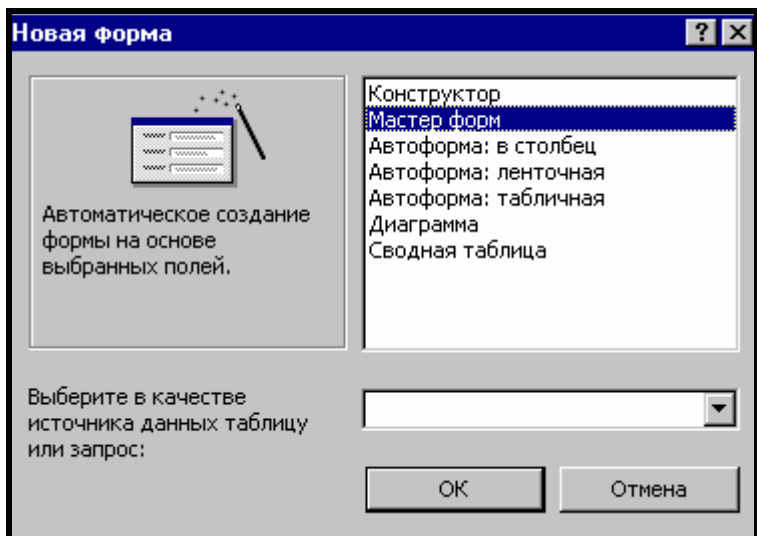 Новая форма
Конструктор
Мастер форм
Автоформа: в столбец
Автоформа: ленточная
Автоформа: табличная
Диаграмма
Сводная таблица
Автоматическое создание
формы на основе
выбранных полей.
Выберите в качестве
источника данных таблицу
или запрос:
ОК
Отмена